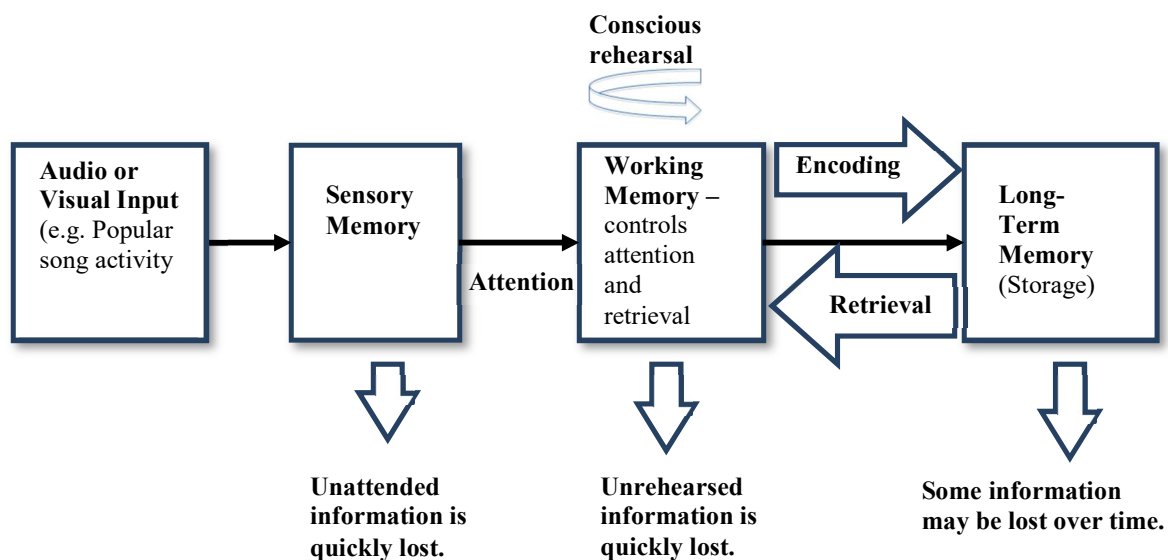 Conscious
rehearsal
Audio or
Visual Input
(e.g. Popular
song activity
Sensory
Memory
Attention
Working
Memory –
controls
attention
and
retrieval
Encoding
Retrieval
Long-
Term
Memory
(Storage)
Unattended
information is
quickly lost.
Unrehearsed
information is
quickly lost.
Some information
may be lost over time.